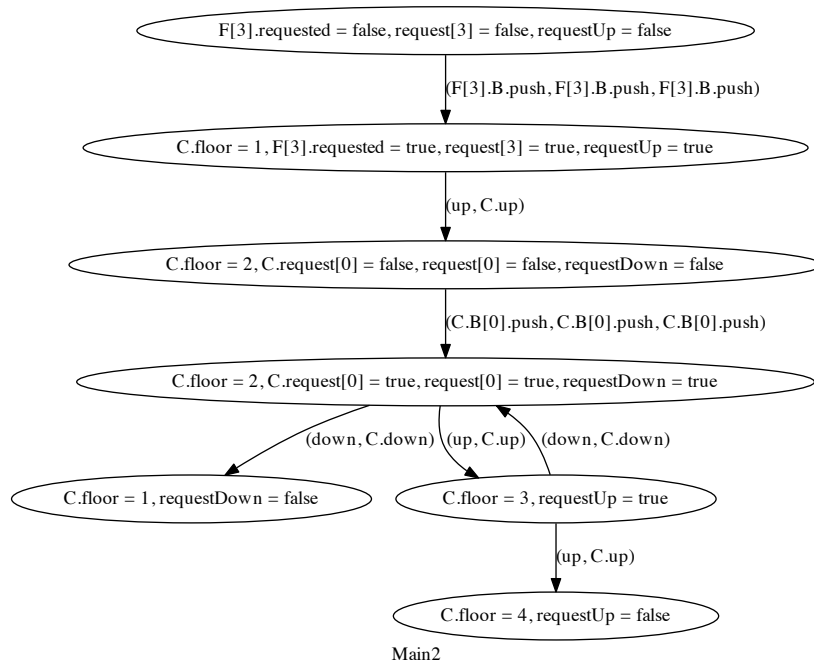 F[3].requested = false, request[3] = false, requestUp = false
(F[3].B.push, F[3].B.push, F[3].B.push)
C.floor = 1, F[3].requested = true, request[3] = true, requestUp = true
(up, C.up)
C.floor = 2, C.request[0] = false, request[0] = false, requestDown = false
(C.B[0].push, C.B[0].push, C.B[0].push)
C.floor = 2, C.request[0] = true, request[0] = true, requestDown = true
(down, C.down)
(up, C.up)
(down, C.down)
C.floor = 1, requestDown = false
C.floor = 3, requestUp = true
(up, C.up)
C.floor = 4, requestUp = false
Main2